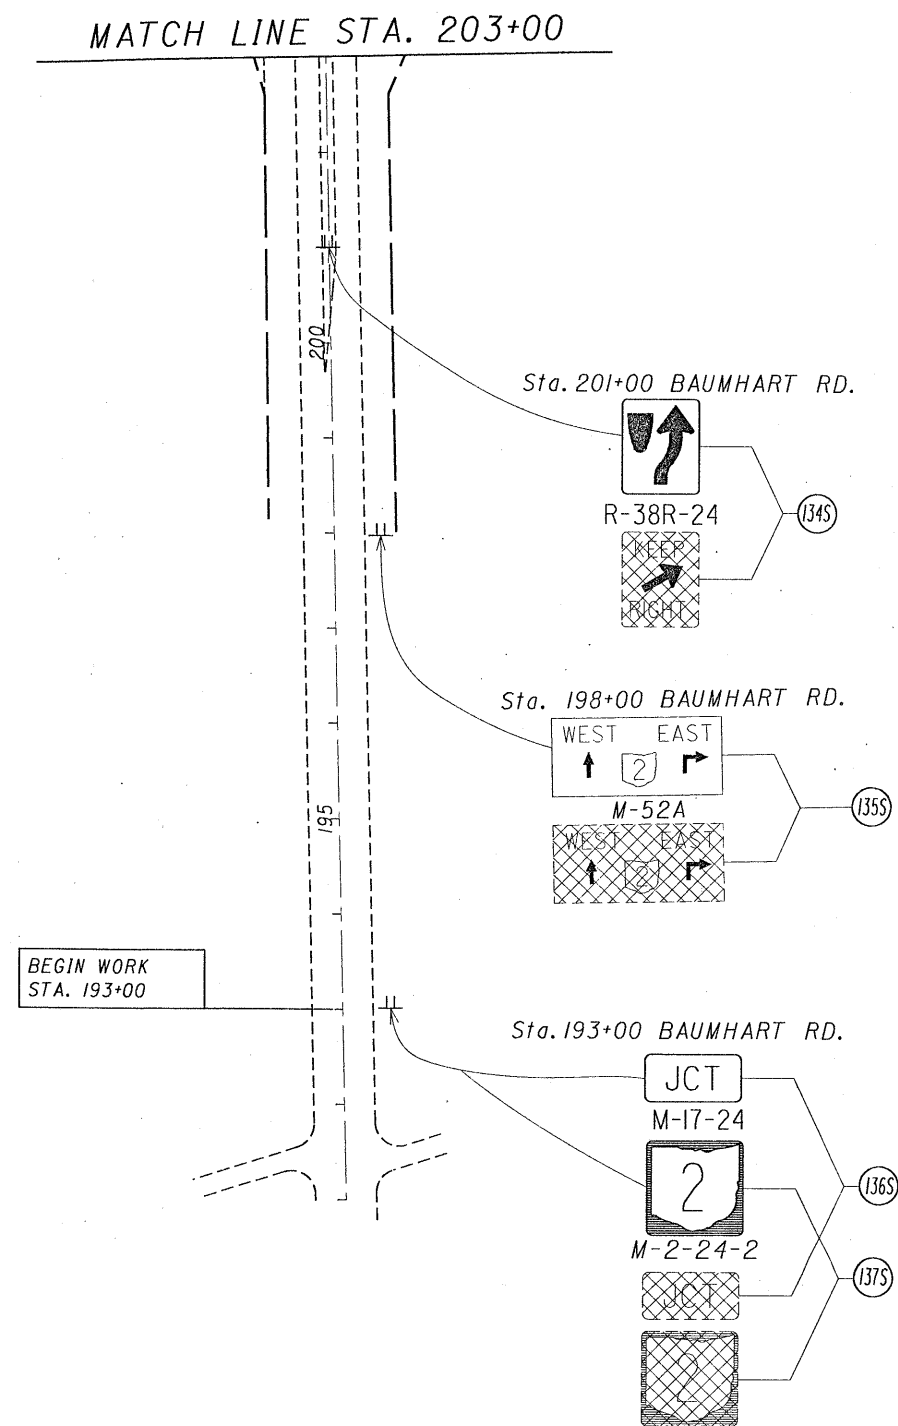 MATCH LINE STA. 203+00
200
Sta. 201+00 BAUMHART RD.
R-38R-24
134S
KEEP
RIGHT
Sta. 198+00 BAUMHART RD.
WEST EAST
2
M-52A
135S
WEST EAST
2
195
BEGIN WORK
STA. 193+00
Sta. 193+00 BAUMHART RD.
JCT
M-17-24
2
136S
M-2-24-2
137S
JCT
2